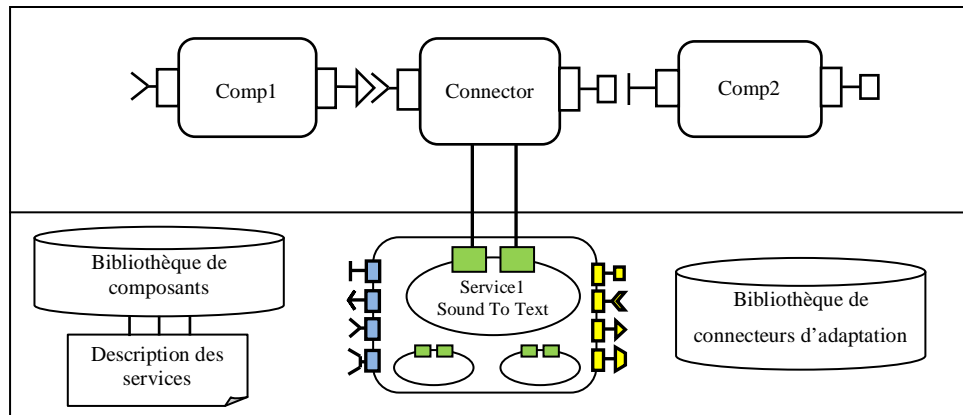 Comp1
Connector
Comp2
Bibliothèque de
composants
Description des
services
Service1
Sound To Text
Bibliothèque de
connecteurs d'adaptation